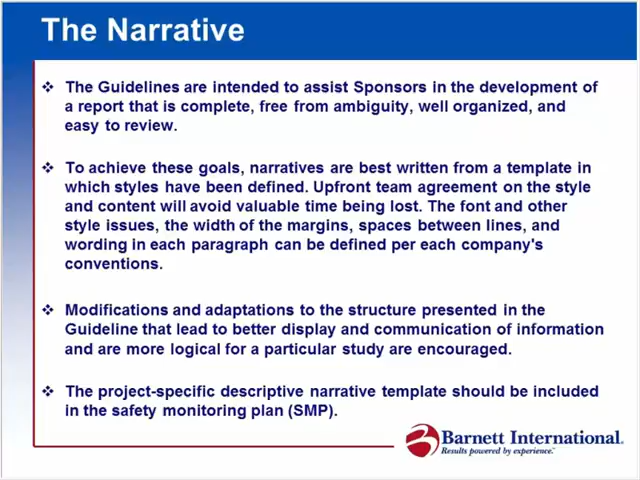 The Narrative
❖ The Guidelines are intended to assist Sponsors in the development of
a report that is complete, free from ambiguity, well organized, and
easy to review.
❖ To achieve these goals, narratives are best written from a template in
which styles have been defined. Upfront team agreement on the style
and content will avoid valuable time being lost. The font and other
style issues, the width of the margins, spaces between lines, and
wording in each paragraph can be defined per each company's
conventions.
❖ Modifications and adaptations to the structure presented in the
Guideline that lead to better display and communication of information
and are more logical for a particular study are encouraged.
❖ The project-specific descriptive narrative template should be included
in the safety monitoring plan (SMP).
Barnett International.
Results powered by experience.™